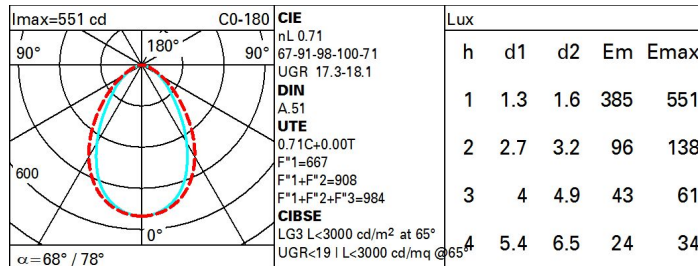 Imax=551 cd C0-180
90° 180° 90°
600
0°
α=68° / 78°
CIE
nL 0.71
67-91-98-100-71
UGR 17.3-18.1
DIN
A.51
UTE
0.71C+0.00T
F"1=667
F"1+F"2=908
F"1+F"2+F"3=984
CIBSE
LG3 L<3000 cd/m² at 65°
UGR<19 | L<3000 cd/mq @65°
Lux
h d1 d2 Em Emax
1 1.3 1.6 385 551
2 2.7 3.2 96 138
3 4 4.9 43 61
4 5.4 6.5 24 34